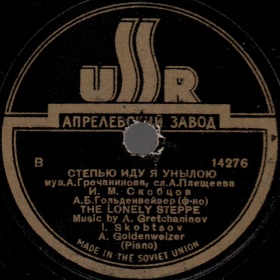 USSR
АПРЕЛЕВСКИЙ ЗАВОД
В 14276
СТЕПЬЮ ИДУ Я УНЫЛОЮ
муз.А.Гречанинова, сл.А.Плещеева
И. М. Скобцов
А.Б.Гольденвейзер (ф-но)
THE LONELY STEPPE
Music by A. Gretchaninov
I. Skobtsov
A. Goldenweizer
(Piano)
MADE IN THE SOVIET UNION